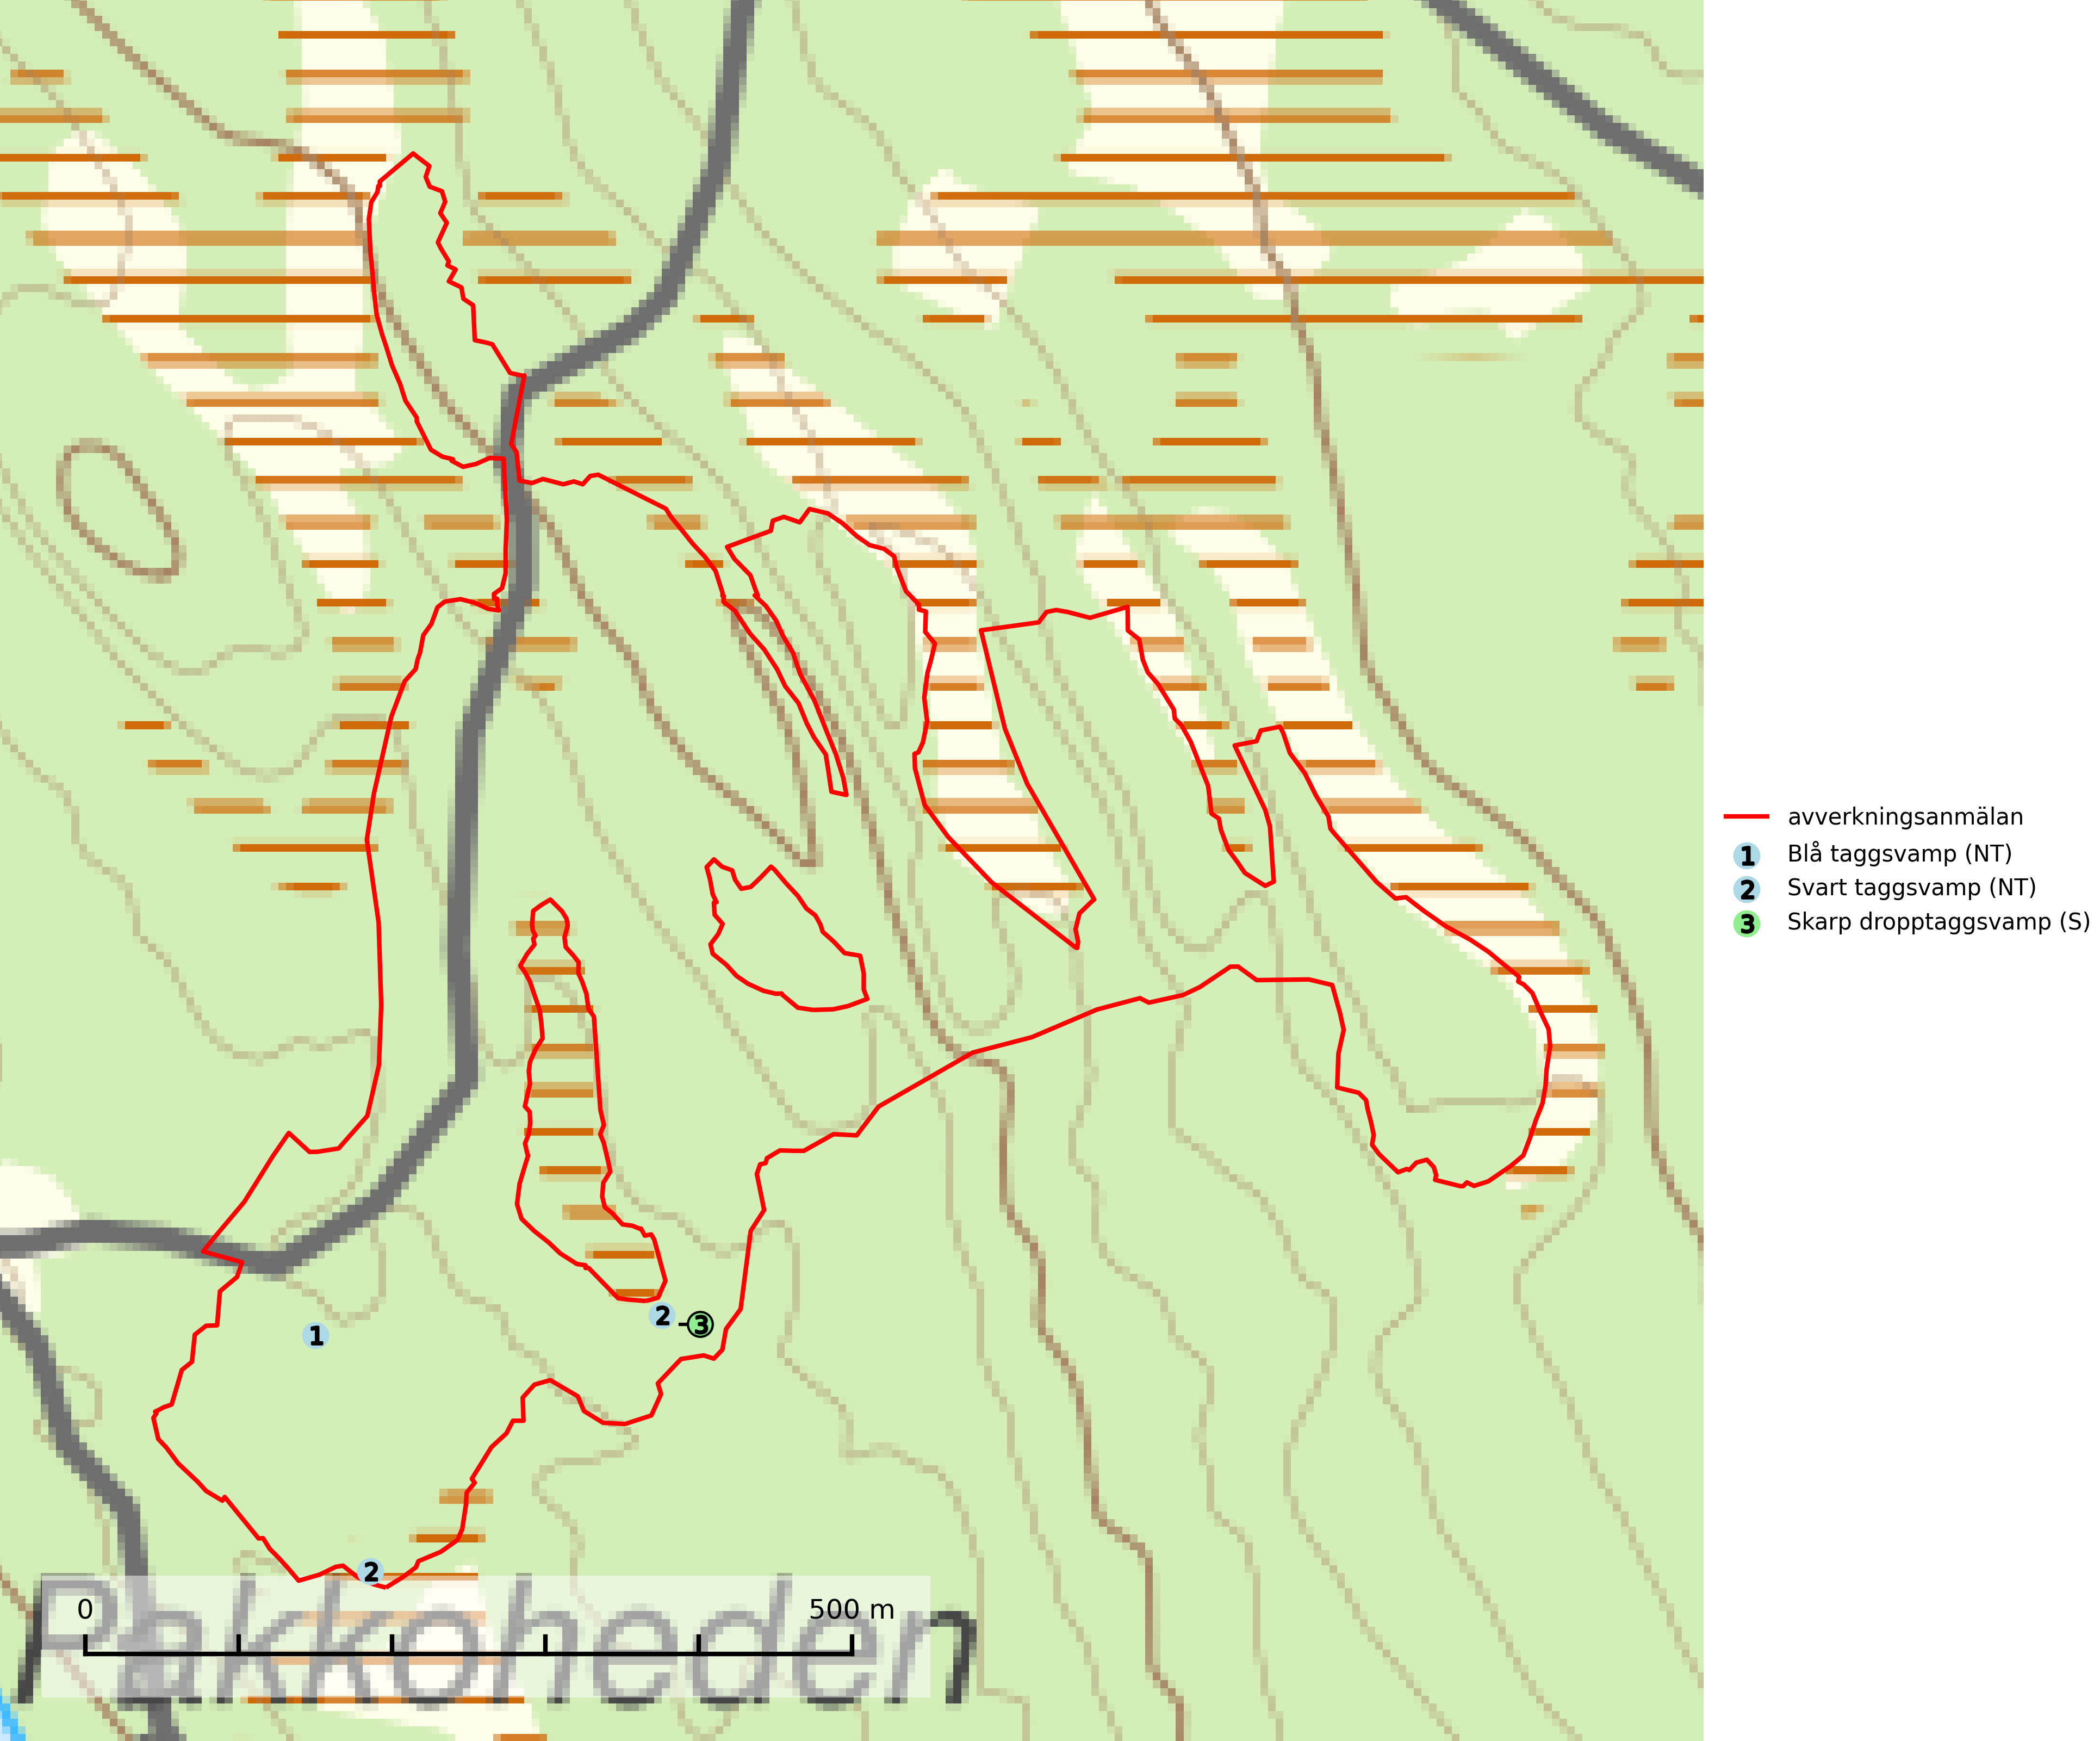 avverkningsanmälan
1 Blå taggsvamp (NT)
2 Svart taggsvamp (NT)
3 Skarp dropptaggsvamp (S)
1
2
3
2
0 500 m
Pakkoheden